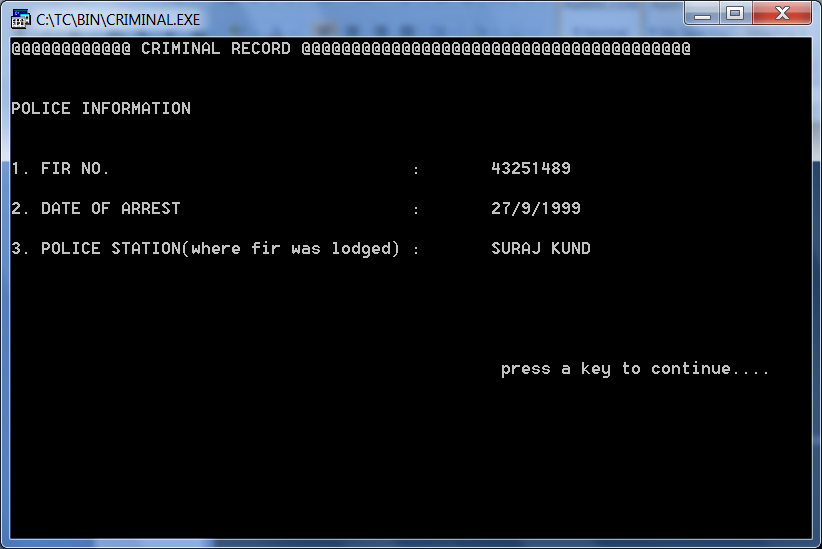 C:\TC\BIN\CRIMINAL.EXE
@@@@@@@@@@@@ CRIMINAL RECORD @@@@@@@@@@@@@@@@@@@@@@@@@@@@@@@@@@@@@@@
POLICE INFORMATION
1. FIR NO. : 43251489
2. DATE OF ARREST : 27/9/1999
3. POLICE STATION(where fir was lodged) : SURAJ KUND
press a key to continue....